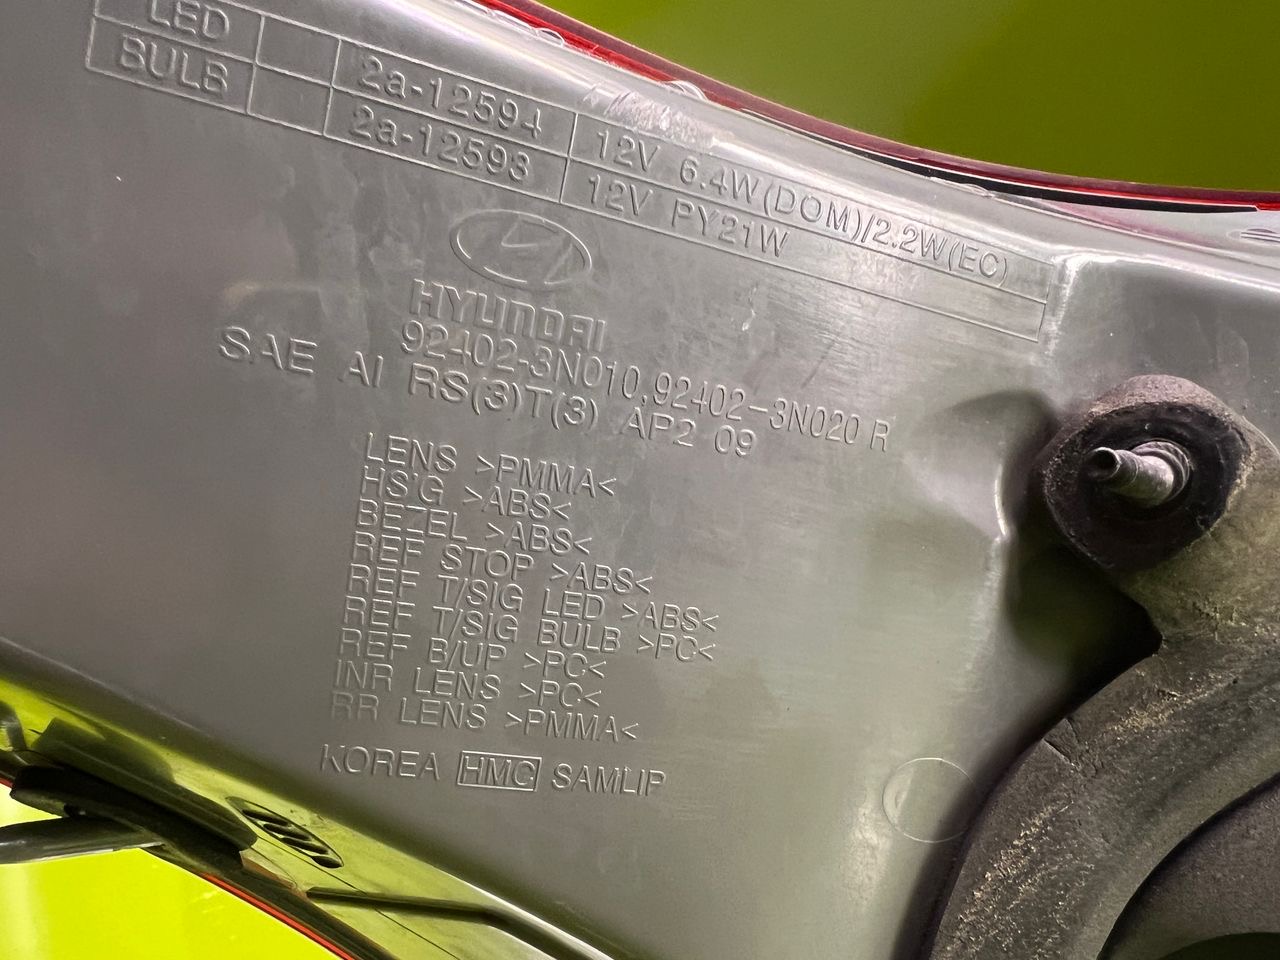 LED 2a-12594 12V 6.4W(DOM)/2.2W(EC)
BULB 2a-12593 12V PY21W
HYUNDAI
92402-3N010,92402-3N020 R
SAE AI RS(3)T(3) AP2 09
LENS >PMMA<
HSIG >ABS<
BEZEL >ABS<
REF STOP >ABS<
REF T/SIG LED >ABS<
REF T/SIG BULB >PC<
REF B/UP >PC<
INR LENS >PC<
RR LENS >PMMA<
KOREA HMC SAMLIP